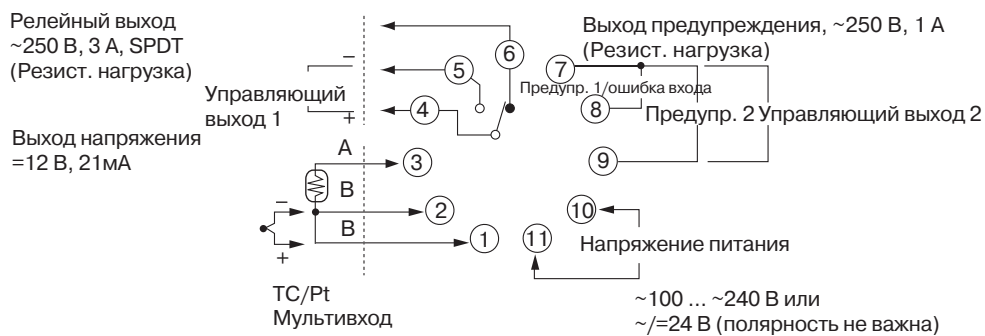 Релейный выход
~250 В, 3 А, SPDT
(Резист. нагрузка)
Управляющий
выход 1
−
+
Выход напряжения
=12 В, 21мА
A
B
B
−
+
TC/Pt
Мультивход
6
5
4
3
2
1
Выход предупреждения, ~250 В, 1 А
(Резист. нагрузка)
7
Предупр. 1/ошибка входа
8
Предупр. 2 Управляющий выход 2
9
10
11
Напряжение питания
~100 ... ~240 В или
~/=24 В (полярность не важна)